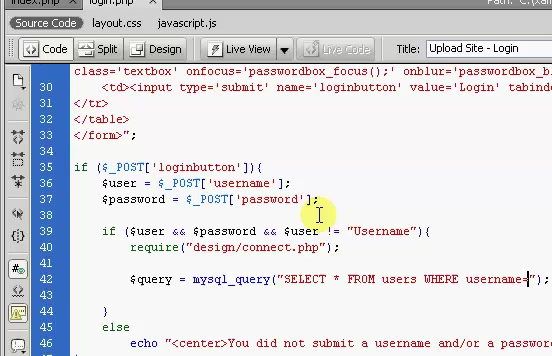 index.php login.php Path: C:\xam
Source Code layout.css javascript.js
Code Split Design Live View Live Code Title: Upload Site - Login
class='textbox' onfocus='passwordbox_focus();' onblur='passwordbox_b
30 <td><input type='submit' name='loginbutton' value='Login' tabinde
31 </tr>
32 </table>
33 </form>";
34
35 if ($_POST['loginbutton']){
36 $user = $_POST['username'];
37 $password = $_POST['password'];
38
39 if ($user && $password && $user != "Username"){
40 require("design/connect.php");
41
42 $query = mysql_query("SELECT * FROM users WHERE username=");
43
44 }
45 else
46 echo "<center>You did not submit a username and/or a passwor